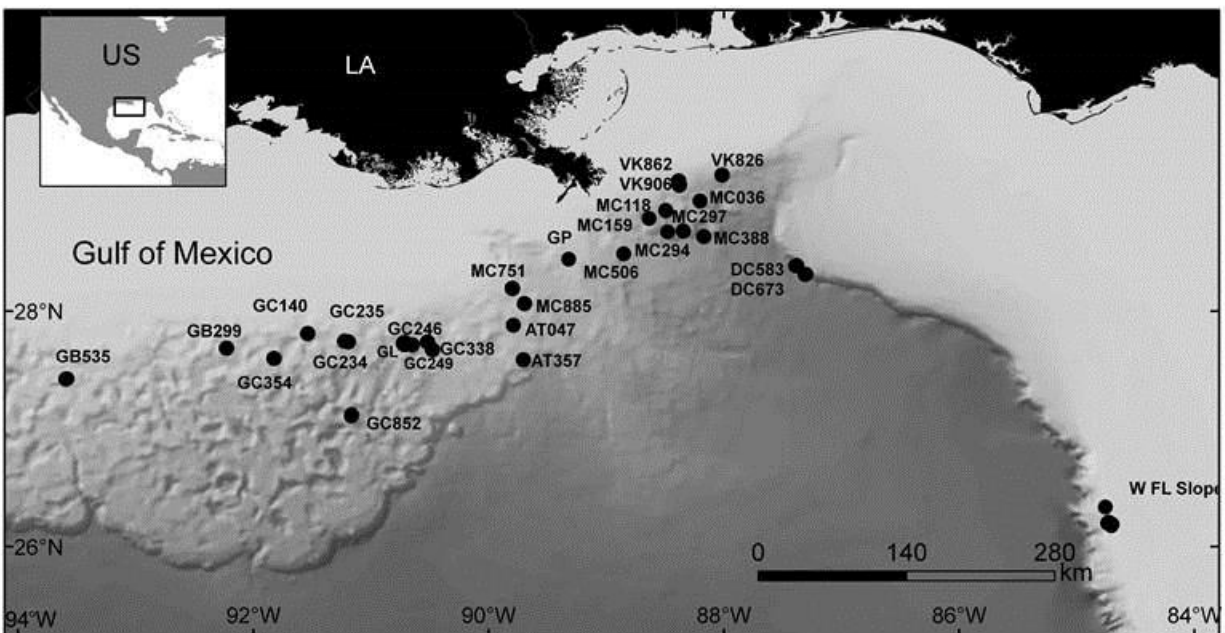 US
LA
VK862
VK826
VK906
MC036
MC118
MC297
MC159
GP
MC294
MC388
Gulf of Mexico
MC506
DC583
MC751
DC673
28°N
MC885
GC140
GC235
GB299
GC246
AT047
GB535
GC234
GL
GC249
GC338
AT357
GC354
GC852
W FL Slope
26°N
0
140
280
km
94°W
92°W
90°W
88°W
86°W
84°W